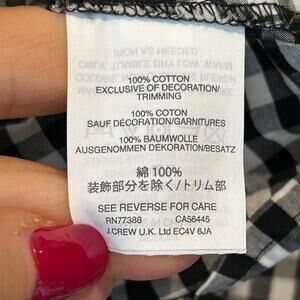 100% COTTON
EXCLUSIVE OF DECORATION/
TRIMMING
100% COTON
SAUF DÉCORATION/GARNITURES
100% BAUMWOLLE
AUSGENOMMEN DEKORATION/BESATZ
綿 100%
装飾部分を除く/トリム部
SEE REVERSE FOR CARE
RN77388 CA56445
J.CREW U.K. Ltd EC4V 6JA